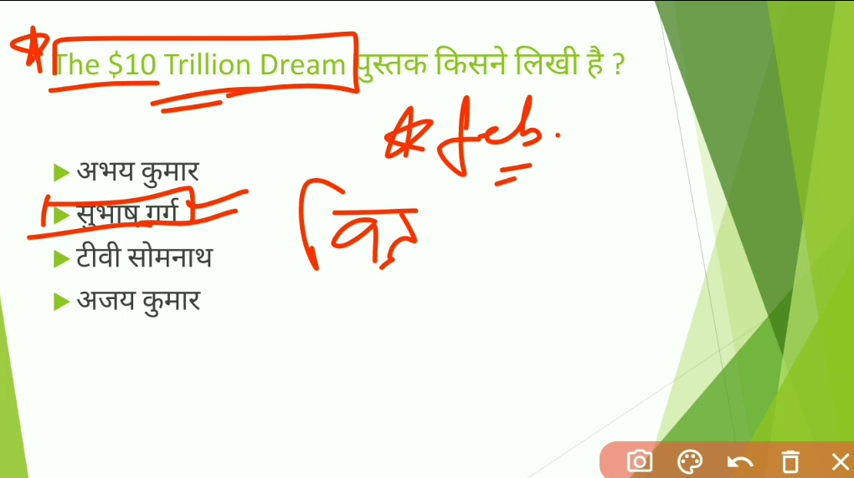 The $10 Trillion Dream पुस्तक किसने लिखी है ?
feb.
अभय कुमार
सुभाष गर्ग
वित्त
टीवी सोमनाथ
अजय कुमार